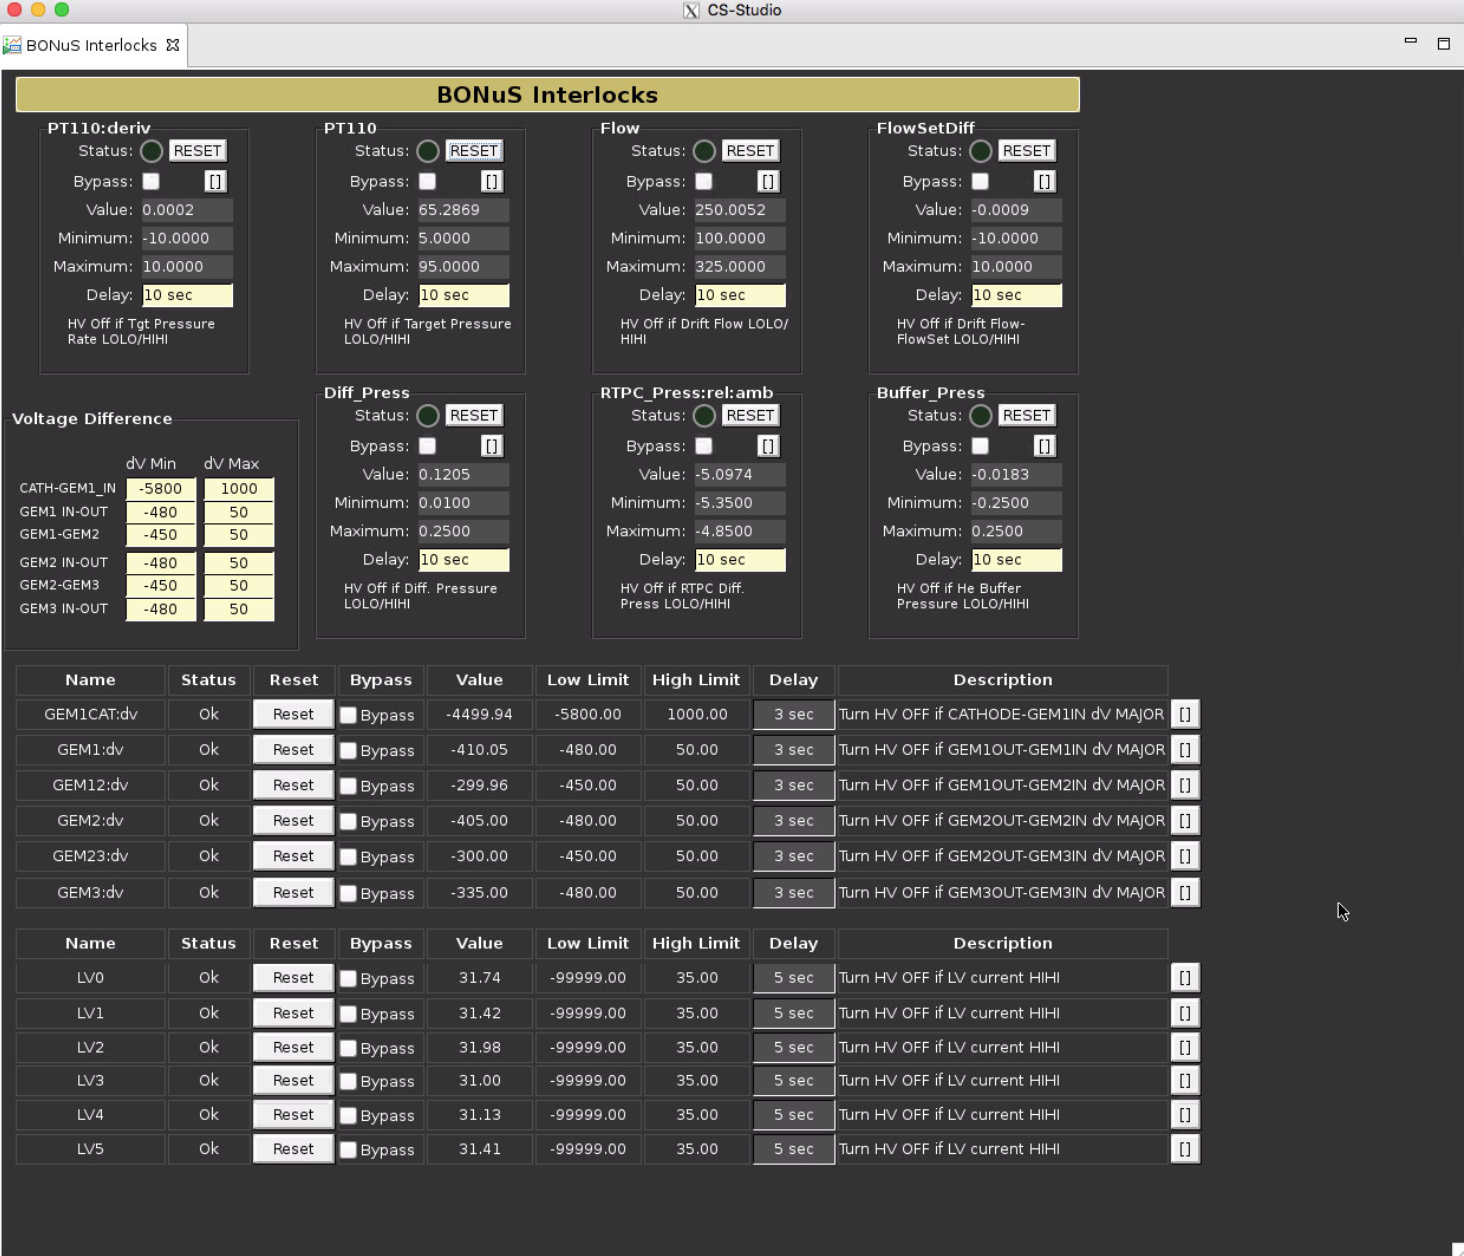 CS-Studio
BONuS Interlocks
BONuS Interlocks
PT110:deriv
Status: RESET
Bypass: []
Value: 0.0002
Minimum: -10.0000
Maximum: 10.0000
Delay: 10 sec
HV Off if Tgt Pressure
Rate LOLO/HIHI
PT110
Status: RESET
Bypass: []
Value: 65.2869
Minimum: 5.0000
Maximum: 95.0000
Delay: 10 sec
HV Off if Target Pressure
LOLO/HIHI
Flow
Status: RESET
Bypass: []
Value: 250.0052
Minimum: 100.0000
Maximum: 325.0000
Delay: 10 sec
HV Off if Drift Flow LOLO/
HIHI
FlowSetDiff
Status: RESET
Bypass: []
Value: -0.0009
Minimum: -10.0000
Maximum: 10.0000
Delay: 10 sec
HV Off if Drift Flow-
FlowSet LOLO/HIHI
Voltage Difference
dV Min dV Max
CATH-GEM1_IN -5800 1000
GEM1 IN-OUT -480 50
GEM1-GEM2 -450 50
GEM2 IN-OUT -480 50
GEM2-GEM3 -450 50
GEM3 IN-OUT -480 50
Diff_Press
Status: RESET
Bypass: []
Value: 0.1205
Minimum: 0.0100
Maximum: 0.2500
Delay: 10 sec
HV Off if Diff. Pressure
LOLO/HIHI
RTPC_Press:rel:amb
Status: RESET
Bypass: []
Value: -5.0974
Minimum: -5.3500
Maximum: -4.8500
Delay: 10 sec
HV Off if RTPC Diff.
Press LOLO/HIHI
Buffer_Press
Status: RESET
Bypass: []
Value: -0.0183
Minimum: -0.2500
Maximum: 0.2500
Delay: 10 sec
HV Off if He Buffer
Pressure LOLO/HIHI
Name Status Reset Bypass Value Low Limit High Limit Delay Description
GEM1CAT:dv Ok Reset Bypass -4499.94 -5800.00 1000.00 3 sec Turn HV OFF if CATHODE-GEM1IN dV MAJOR []
GEM1:dv Ok Reset Bypass -410.05 -480.00 50.00 3 sec Turn HV OFF if GEM1OUT-GEM1IN dV MAJOR []
GEM12:dv Ok Reset Bypass -299.96 -450.00 50.00 3 sec Turn HV OFF if GEM1OUT-GEM2IN dV MAJOR []
GEM2:dv Ok Reset Bypass -405.00 -480.00 50.00 3 sec Turn HV OFF if GEM2OUT-GEM2IN dV MAJOR []
GEM23:dv Ok Reset Bypass -300.00 -450.00 50.00 3 sec Turn HV OFF if GEM2OUT-GEM3IN dV MAJOR []
GEM3:dv Ok Reset Bypass -335.00 -480.00 50.00 3 sec Turn HV OFF if GEM3OUT-GEM3IN dV MAJOR []
Name Status Reset Bypass Value Low Limit High Limit Delay Description
LV0 Ok Reset Bypass 31.74 -99999.00 35.00 5 sec Turn HV OFF if LV current HIHI []
LV1 Ok Reset Bypass 31.42 -99999.00 35.00 5 sec Turn HV OFF if LV current HIHI []
LV2 Ok Reset Bypass 31.98 -99999.00 35.00 5 sec Turn HV OFF if LV current HIHI []
LV3 Ok Reset Bypass 31.00 -99999.00 35.00 5 sec Turn HV OFF if LV current HIHI []
LV4 Ok Reset Bypass 31.13 -99999.00 35.00 5 sec Turn HV OFF if LV current HIHI []
LV5 Ok Reset Bypass 31.41 -99999.00 35.00 5 sec Turn HV OFF if LV current HIHI []